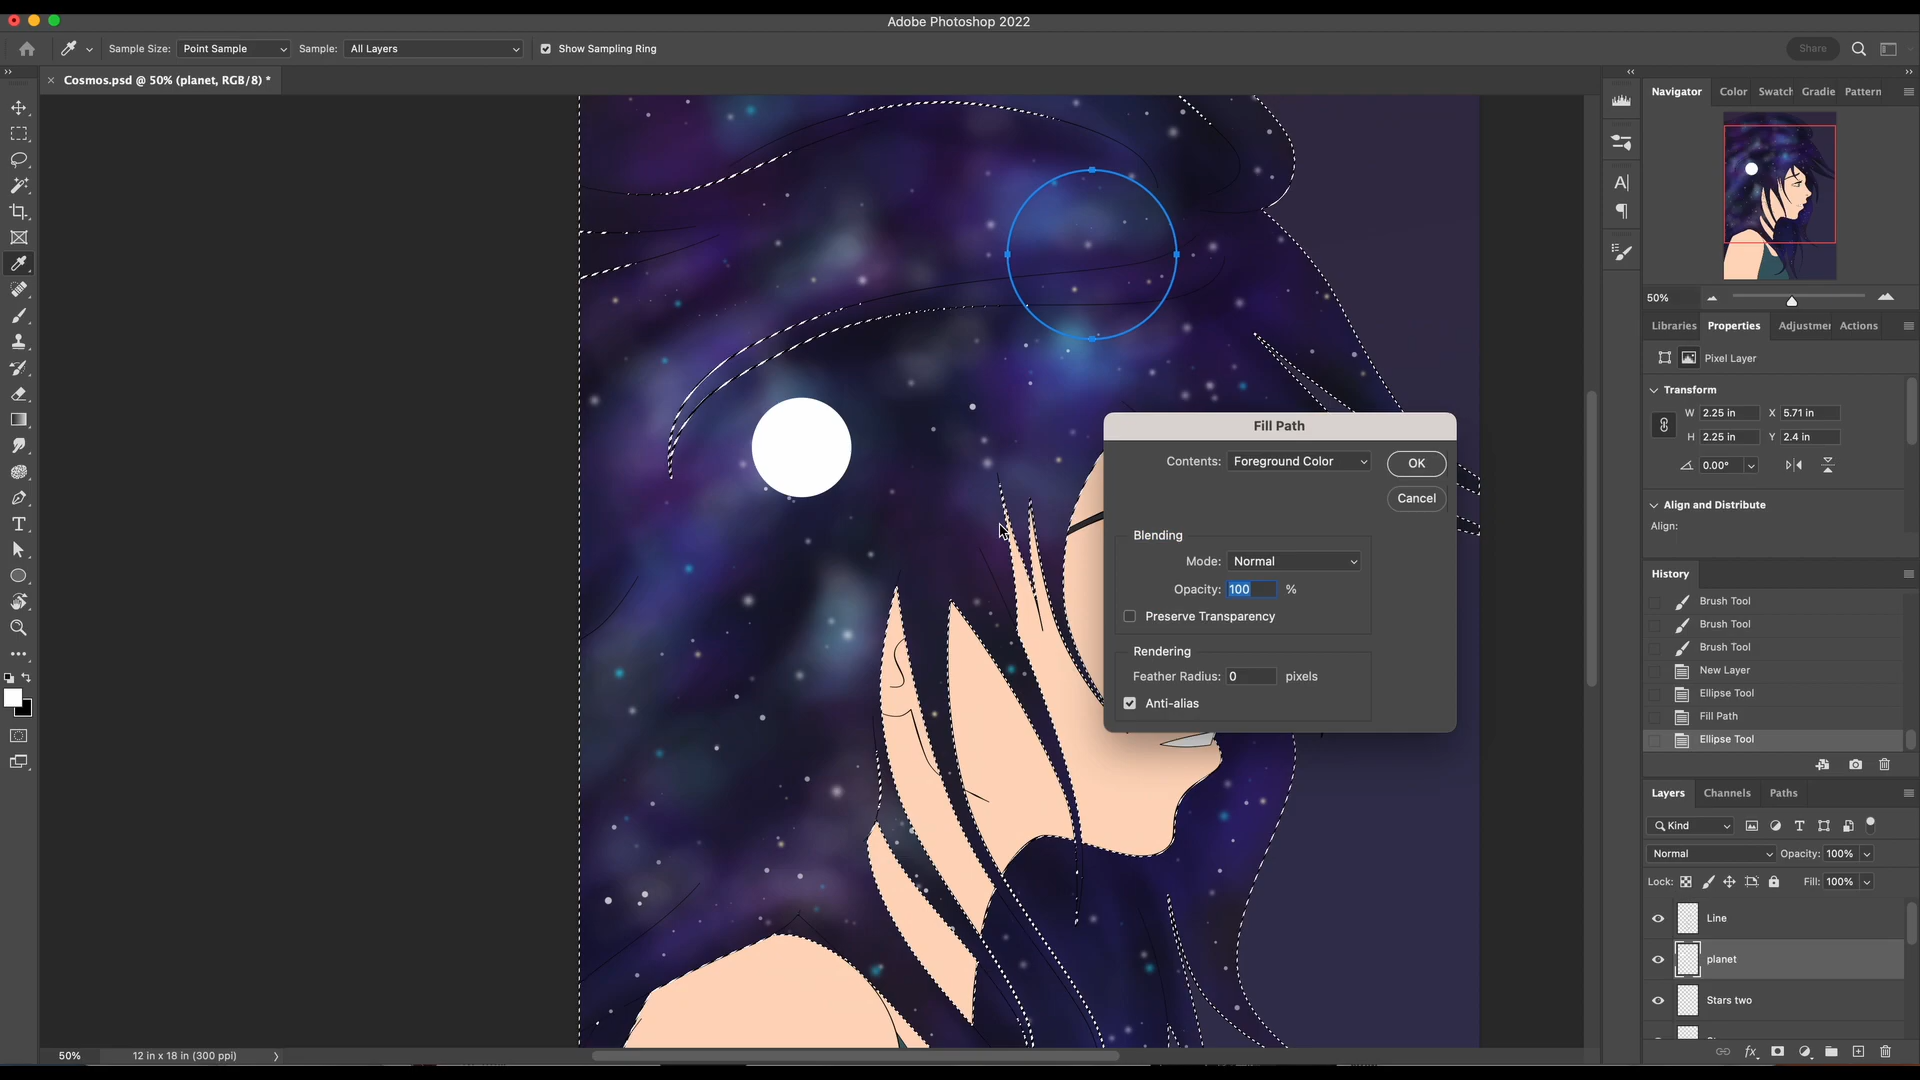 Adobe Photoshop 2022
Sample Size: Point Sample Sample: All Layers Show Sampling Ring Share
Cosmos.psd @ 50% (planet, RGB/8) *
Navigator Color Swatch Gradie Pattern
50%
Libraries Properties Adjustmer Actions
Pixel Layer
Transform
W 2.25 in X 5.71 in
H 2.25 in Y 2.4 in
0.00°
Align and Distribute
Align:
History
Brush Tool
Brush Tool
Brush Tool
New Layer
Ellipse Tool
Fill Path
Ellipse Tool
Fill Path
Contents: Foreground Color OK
Cancel
Blending
Mode: Normal
Opacity: 100 %
Preserve Transparency
Rendering
Feather Radius: 0 pixels
Anti-alias
Layers Channels Paths
Kind
Normal Opacity: 100%
Lock: Fill: 100%
Line
planet
Stars two
50% 12 in x 18 in (300 ppi)